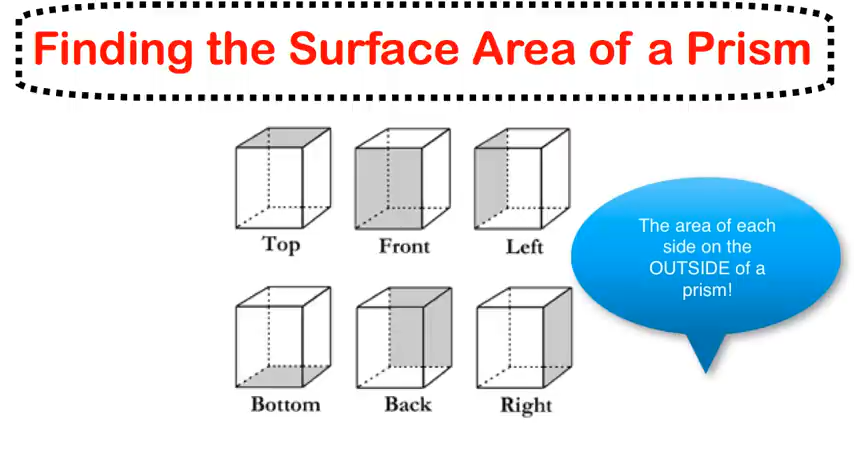 Finding the Surface Area of a Prism
Top
Front
Left
The area of each
side on the
OUTSIDE of a
prism!
Bottom
Back
Right